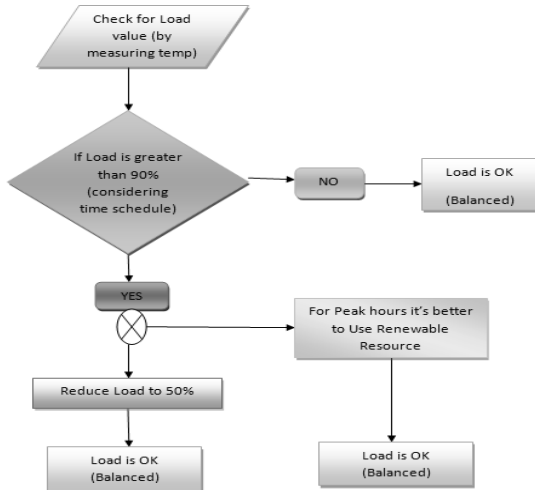 Check for Load
value (by
measuring temp)
If Load is greater
than 90%
(considering
time schedule)
NO
Load is OK
(Balanced)
YES
For Peak hours it's better
to Use Renewable
Resource
Reduce Load to 50%
Load is OK
(Balanced)
Load is OK
(Balanced)